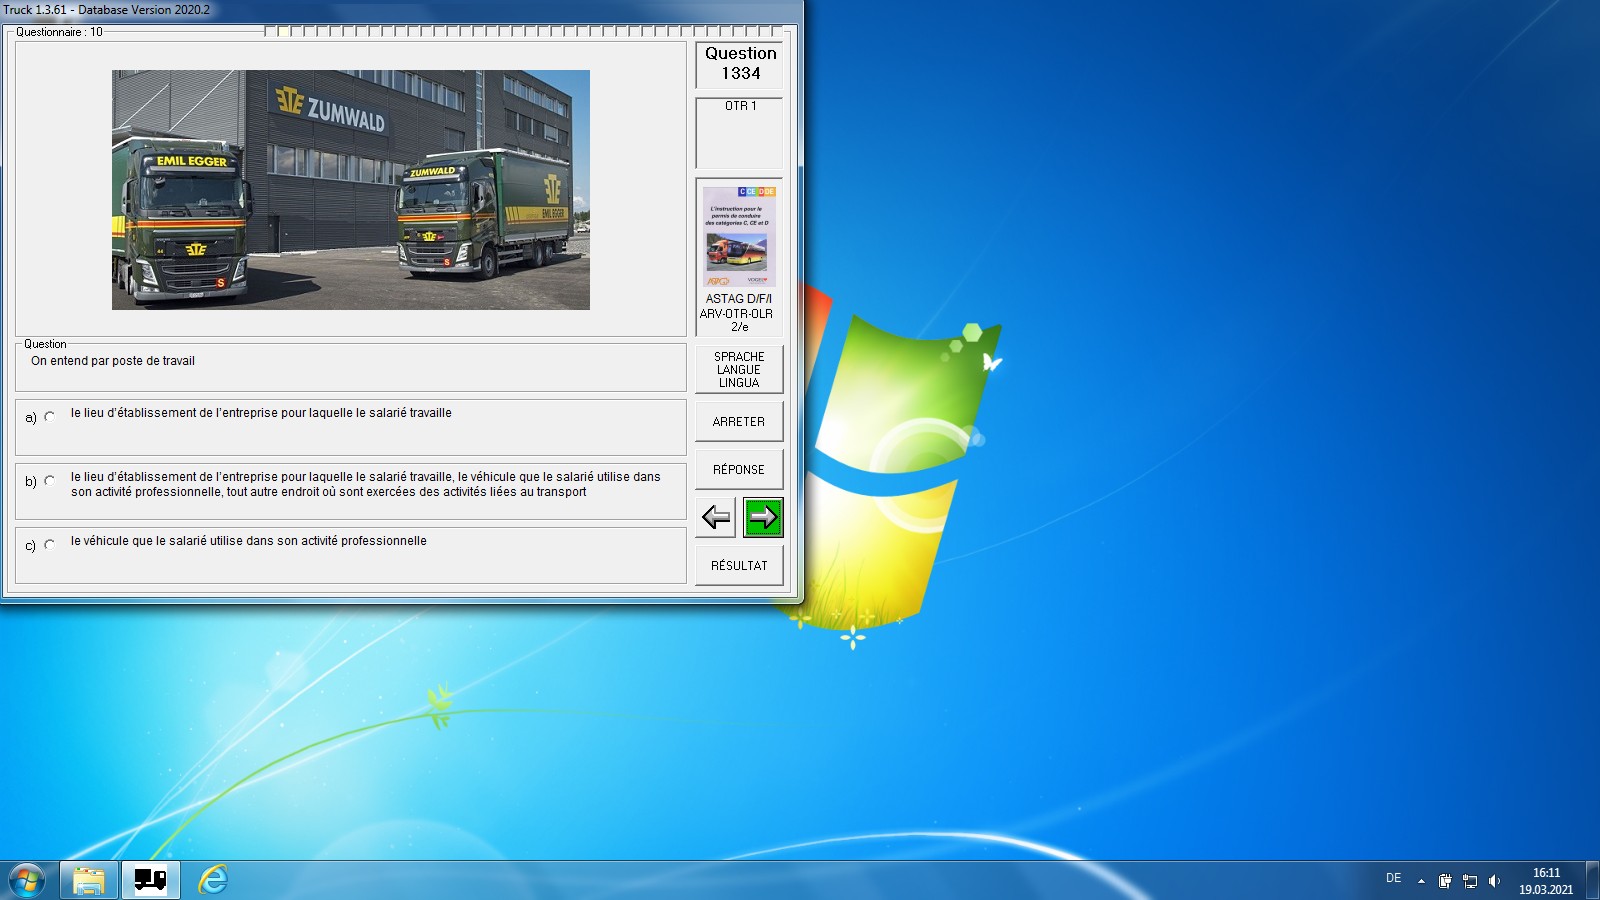 Truck 1.3.61 - Database Version 2020.2
Questionnaire : 10
ZUMWALD
EMIL EGGER
ZUMWALD
EMIL EGGER
S
S
Question
1334
OTR 1
C CE D DE
L'instruction pour le
permis de conduire
des catégories C, CE et D
ASTAG D/F/I
ARV-OTR-OLR
2/e
Question
On entend par poste de travail
a) le lieu d'établissement de l'entreprise pour laquelle le salarié travaille
b) le lieu d'établissement de l'entreprise pour laquelle le salarié travaille, le véhicule que le salarié utilise dans
son activité professionnelle, tout autre endroit où sont exercées des activités liées au transport
c) le véhicule que le salarié utilise dans son activité professionnelle
SPRACHE
LANGUE
LINGUA
ARRETER
RÉPONSE
RÉSULTAT
DE
16:11
19.03.2021